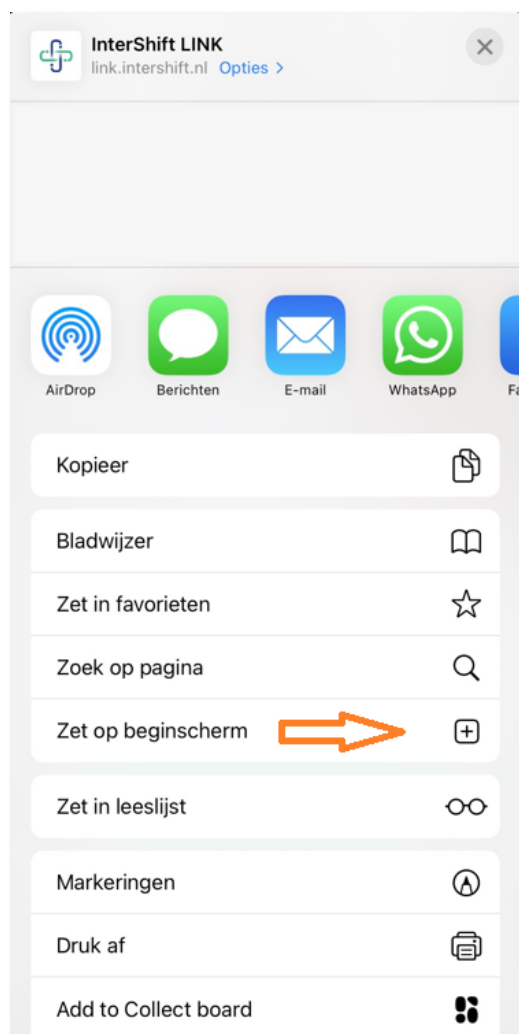 InterShift LINK
link.intershift.nl Opties >
AirDrop Berichten E-mail WhatsApp Fa
Kopieer
Bladwijzer
Zet in favorieten
Zoek op pagina
Zet op beginscherm
Zet in leeslijst
Markeringen
Druk af
Add to Collect board